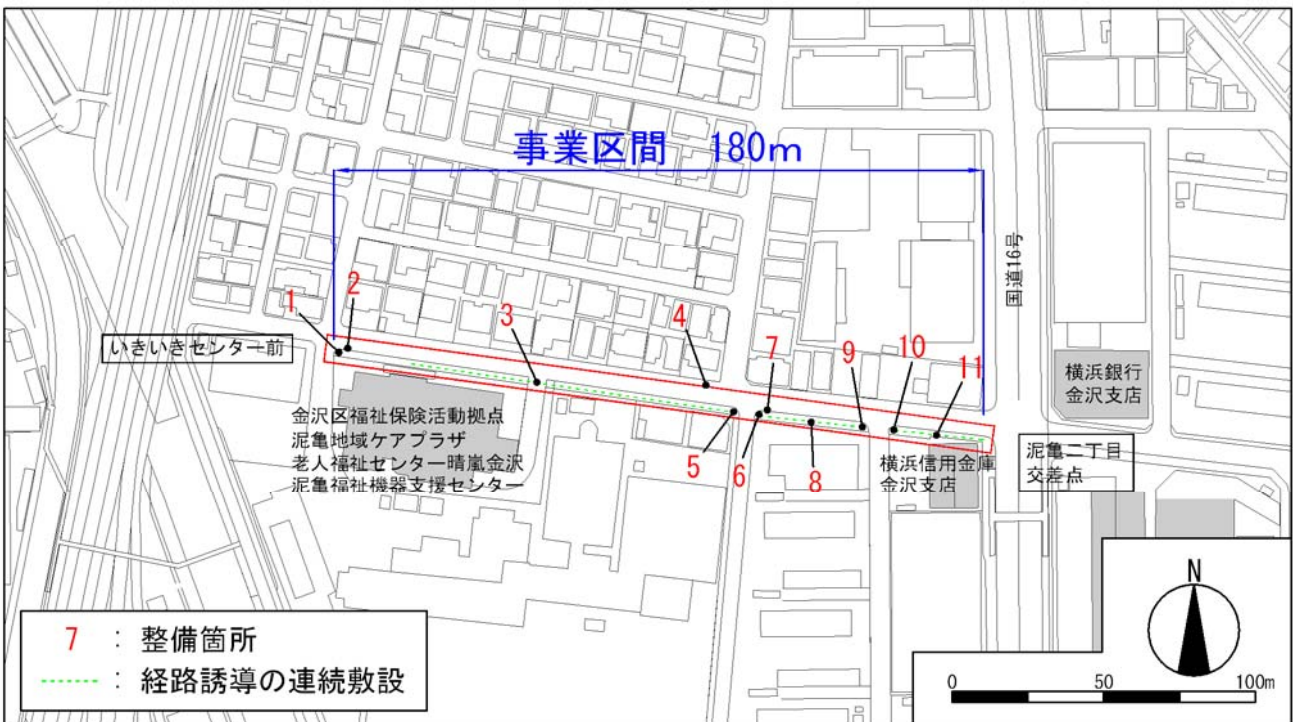 事業区間 180m
国道16号
1
2
3
4
5
6
7
8
9
10
11
いきいきセンター前
金沢区福祉保険活動拠点
泥亀地域ケアプラザ
老人福祉センター晴嵐金沢
泥亀福祉機器支援センター
横浜信用金庫
金沢支店
横浜銀行
金沢支店
泥亀二丁目
交差点
7 : 整備箇所
: 経路誘導の連続敷設
N
0 50 100m